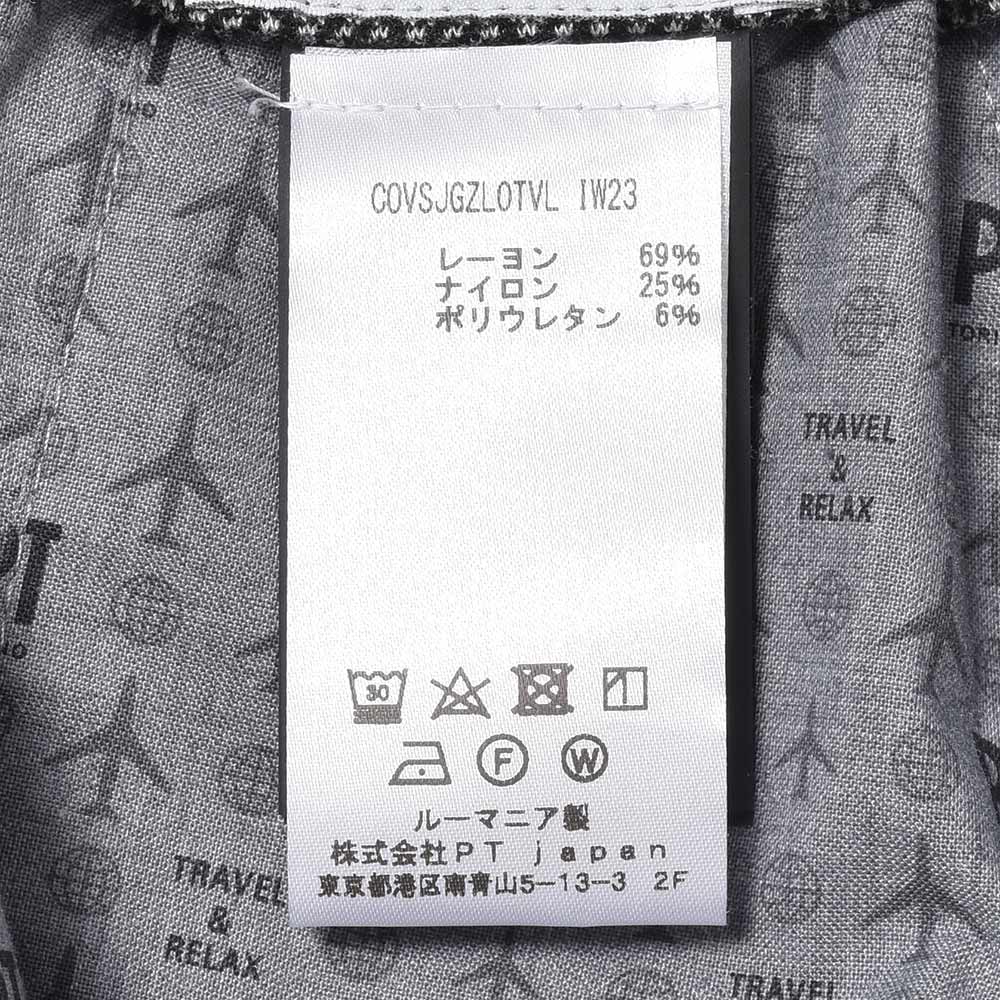 COVSJGZL0TVL IW23
レーヨン 69%
ナイロン 25%
ポリウレタン 6%
30
F
W
ルーマニア製
株式会社PT japan
東京都港区南青山5-13-3 2F
TRAVEL
&
RELAX
PT
TRAVEL
&
RELAX
TRAVEL